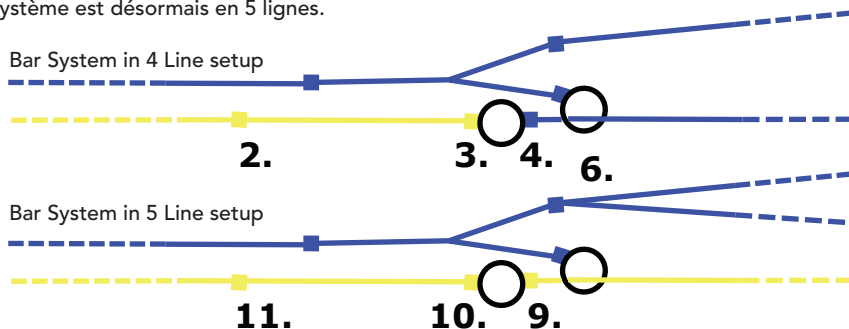 ystème est désormais en 5 lignes.
Bar System in 4 Line setup
2. 3. 4. 6.
Bar System in 5 Line setup
11. 10. 9.